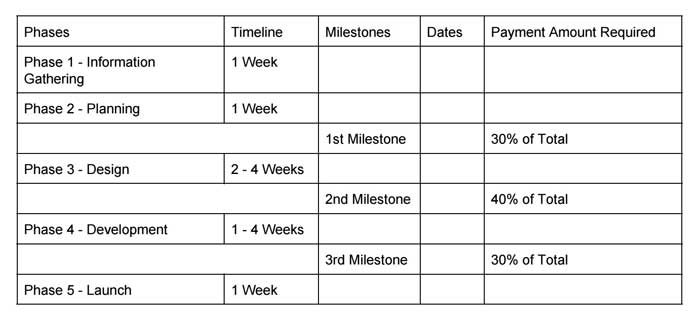 Phases Timeline Milestones Dates Payment Amount Required
Phase 1 - Information 1 Week
Gathering
Phase 2 - Planning 1 Week
1st Milestone 30% of Total
Phase 3 - Design 2 - 4 Weeks
2nd Milestone 40% of Total
Phase 4 - Development 1 - 4 Weeks
3rd Milestone 30% of Total
Phase 5 - Launch 1 Week